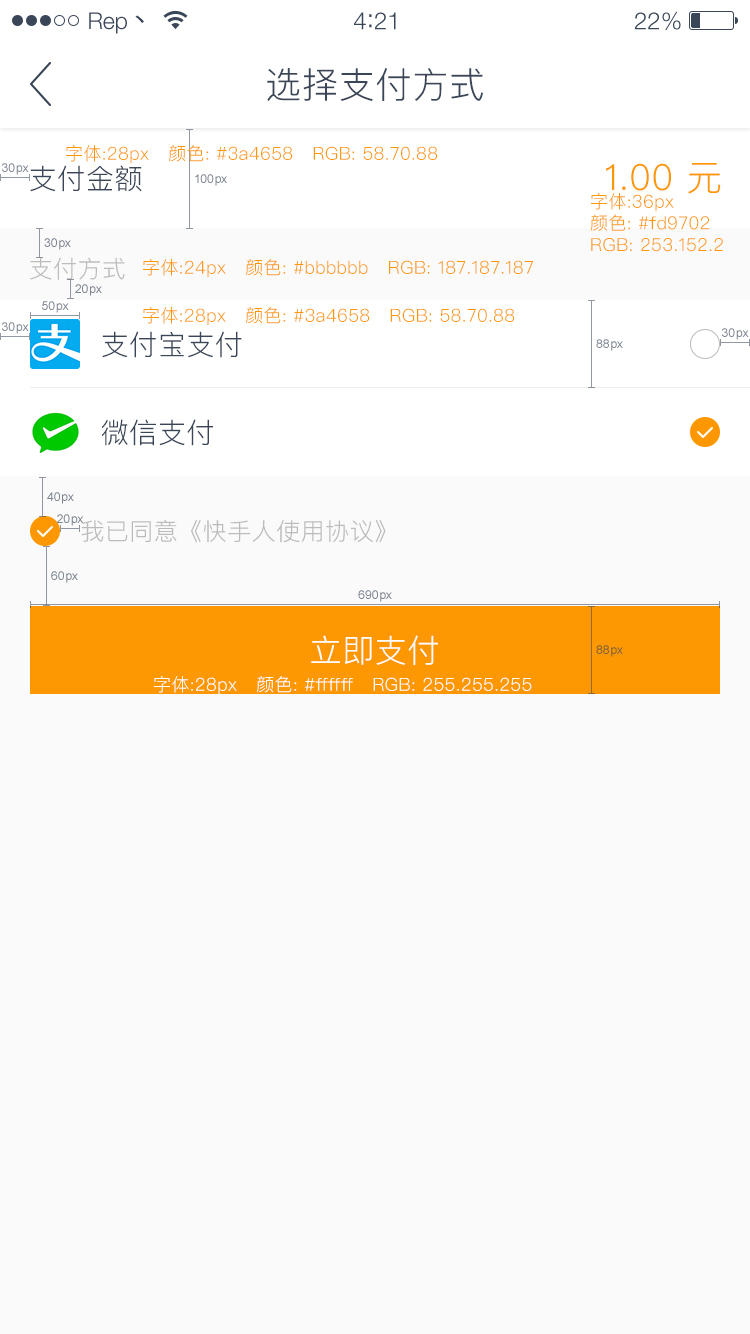 Rep 4:21 22%
选择支付方式
字体:28px 颜色: #3a4658 RGB: 58.70.88
30px 支付金额 100px 1.00 元
字体:36px
颜色: #fd9702
RGB: 253.152.2
30px
支付方式 字体:24px 颜色: #bbbbbb RGB: 187.187.187
20px
50px
字体:28px 颜色: #3a4658 RGB: 58.70.88
30px 支 支付宝支付 88px 30px
微信支付
40px
20px
我已同意《快手人使用协议》
60px
690px
立即支付 88px
字体:28px 颜色: #ffffff RGB: 255.255.255